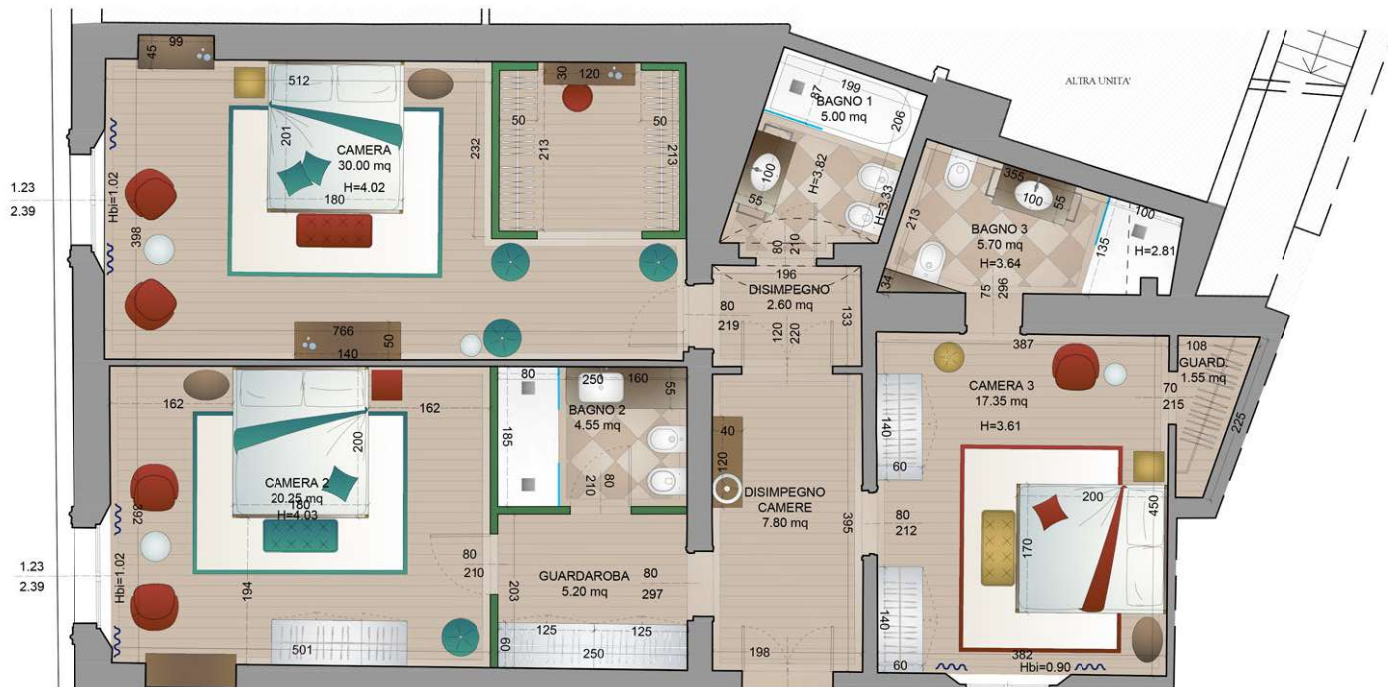 99
45
512
CAMERA
30.00 mq
H=4.02
201
180
232
30
120
50
50
213
213
1.23
2.39
Hbi=1.02
398
766
140
50
80
219
87
199
206
BAGNO 1
5.00 mq
H=3.82
H=3.33
100
55
80
210
196
DISIMPEGNO
2.60 mq
133
120
220
ALTRA UNITA'
355
100
55
213
BAGNO 3
5.70 mq
H=3.64
135
100
H=2.81
34
75
296
387
CAMERA 3
17.35 mq
H=3.61
108
GUARD.
1.55 mq
70
215
225
140
60
80
212
200
450
170
140
60
382
Hbi=0.90
162
162
200
CAMERA 2
20.25 mq
180
H=4.03
392
1.23
2.39
Hbi=1.02
194
501
80
210
80
250
160
55
BAGNO 2
4.55 mq
185
80
210
GUARDAROBA
5.20 mq
80
297
203
125
125
60
250
40
120
DISIMPEGNO
CAMERE
7.80 mq
395
198